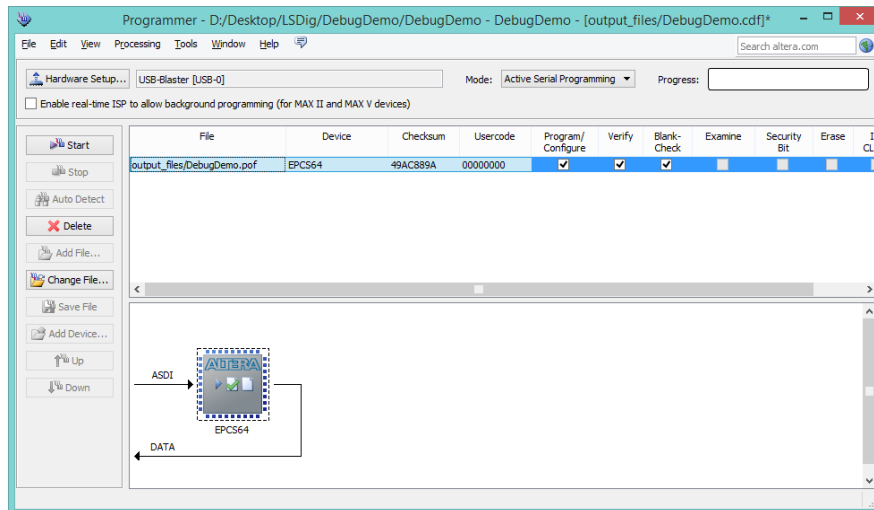 Programmer - D:/Desktop/LSDig/DebugDemo/DebugDemo - DebugDemo - [output_files/DebugDemo.cdf]*
File Edit View Processing Tools Window Help
Search altera.com
Hardware Setup... USB-Blaster [USB-0] Mode: Active Serial Programming Progress:
Enable real-time ISP to allow background programming (for MAX II and MAX V devices)
Start
Stop
Auto Detect
Delete
Add File...
Change File...
Save File
Add Device...
Up
Down
File Device Checksum Usercode Program/ Verify Blank- Examine Security Erase I
Configure Check Bit CL
output_files/DebugDemo.pof EPCS64 49AC889A 00000000
ALTERA
ASDI
EPCS64
DATA